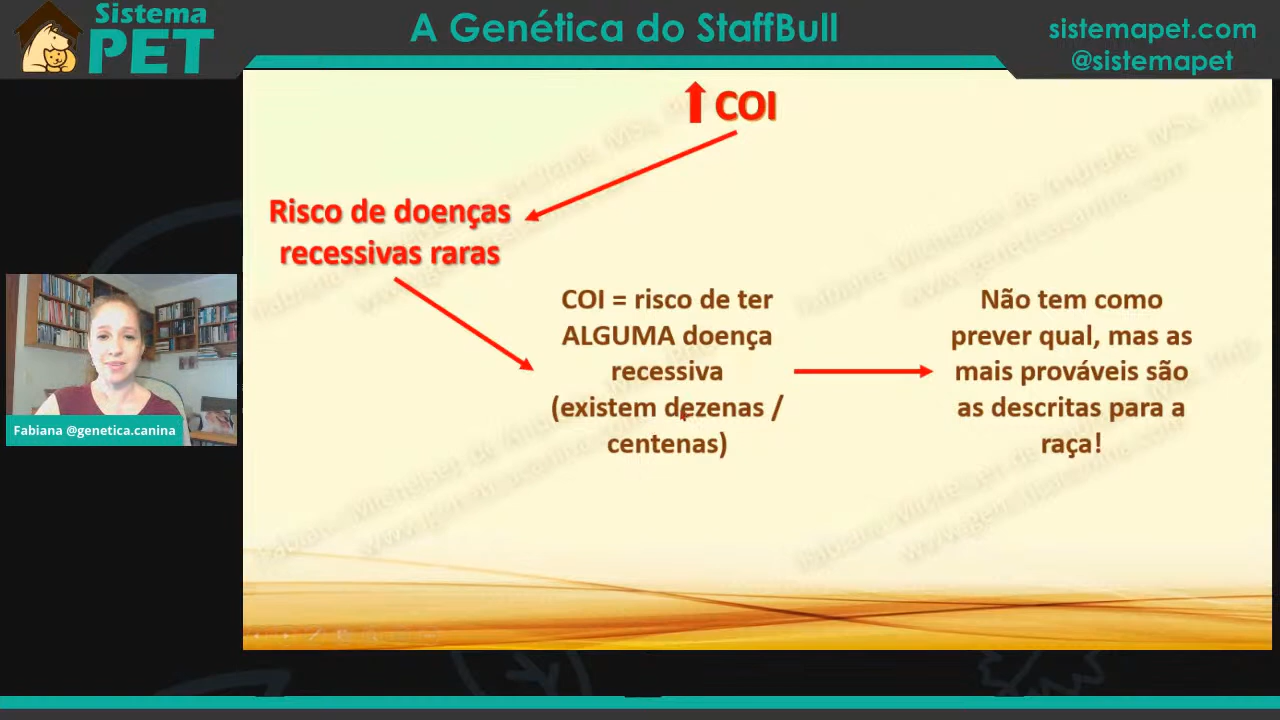 Sistema
PET
A Genética do StaffBull
sistemapet.com
@sistemapet
COI
Risco de doenças
recessivas raras
COI = risco de ter
ALGUMA doença
recessiva
(existem dezenas /
centenas)
Não tem como
prever qual, mas as
mais prováveis são
as descritas para a
raça!
Fabiana @genetica.canina